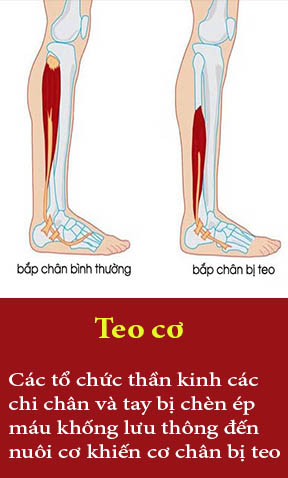 bắp chân bình thường
bắp chân bị teo
Teo cơ
Các tổ chức thần kinh các
chi chân và tay bị chèn ép
máu khống lưu thông đến
nuôi cơ khiến cơ chân bị teo